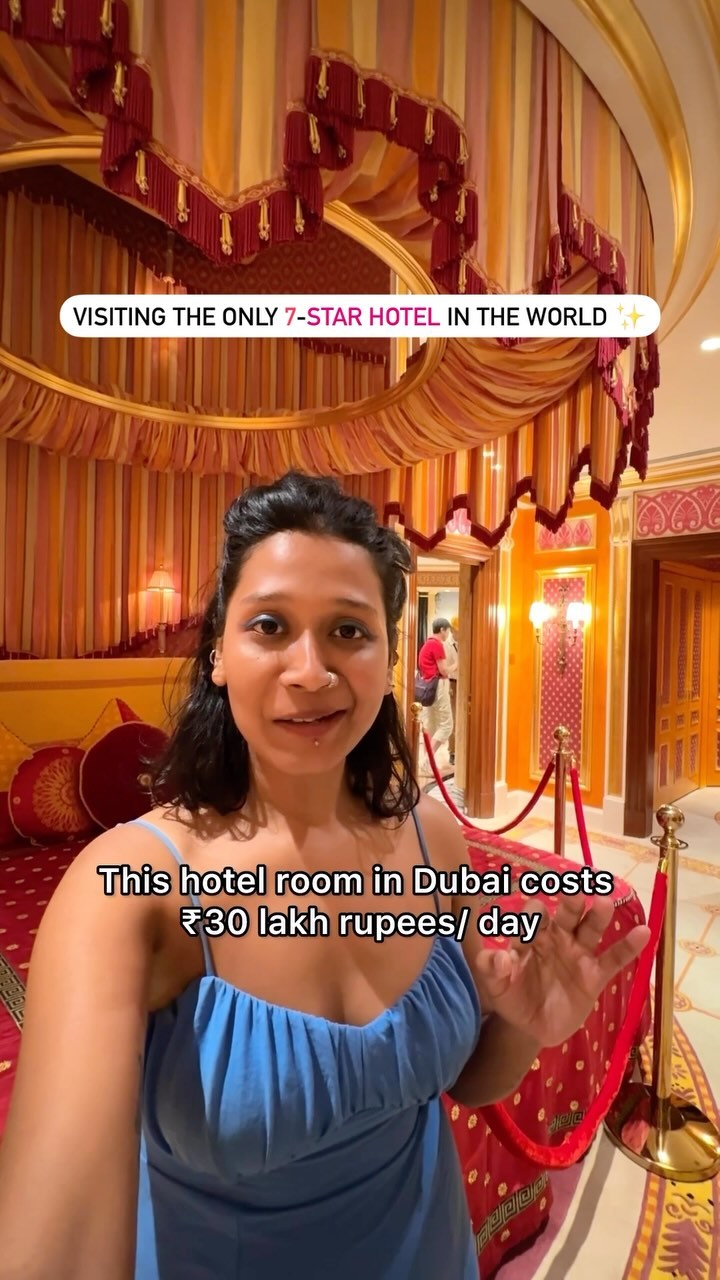 VISITING THE ONLY 7-STAR HOTEL IN THE WORLD ✨
This hotel room in Dubai costs
₹30 lakh rupees/ day